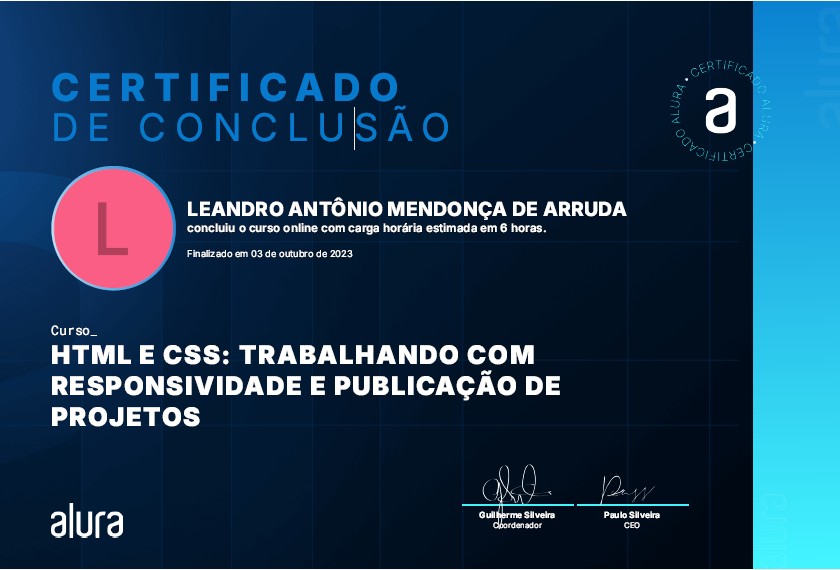 CERTIFICADO
DE CONCLUSÃO
CERTIFICADO ALURA • CERTIFICADO ALURA •
a
L
LEANDRO ANTÔNIO MENDONÇA DE ARRUDA
concluiu o curso online com carga horária estimada em 6 horas.
Finalizado em 03 de outubro de 2023
Curso_
HTML E CSS: TRABALHANDO COM
RESPONSIVIDADE E PUBLICAÇÃO DE
PROJETOS
alura
Guilherme Silveira
Coordenador
Paulo Silveira
CEO
alura
alura